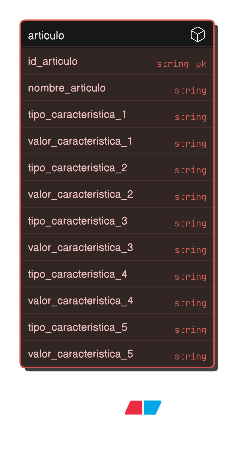 articulo
id_articulo string pk
nombre_articulo string
tipo_caracteristica_1 string
valor_caracteristica_1 string
tipo_caracteristica_2 string
valor_caracteristica_2 string
tipo_caracteristica_3 string
valor_caracteristica_3 string
tipo_caracteristica_4 string
valor_caracteristica_4 string
tipo_caracteristica_5 string
valor_caracteristica_5 string